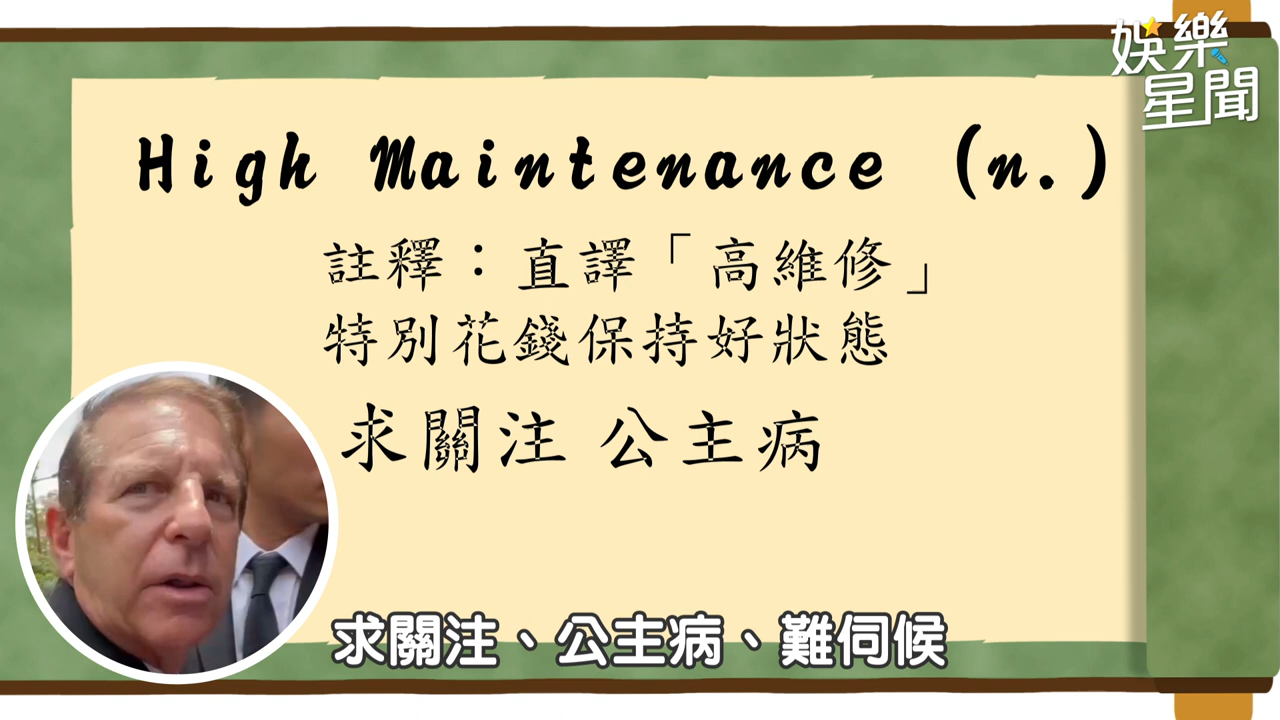 娛樂
星聞
High Maintenance (n.)
註釋：直譯「高維修」
特別花錢保持好狀態
求關注 公主病
求關注、公主病、難伺候